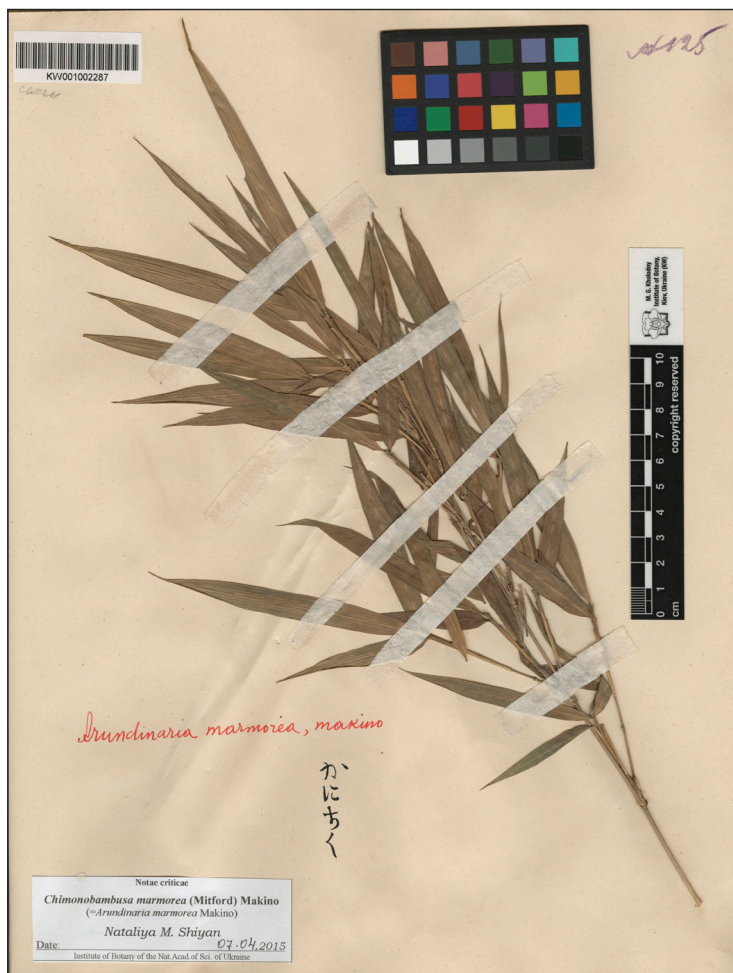 KW001002287
M. G. Kholodny
Institute of Botany,
Kiev, Ukraine (KW)
copyright reserved
0 1 2 3 4 5 6 7 8 9 10
cm
Arundinaria marmorea, makino
かにちく
Notae criticae
Chimonobambusa marmorea (Mitford) Makino
(=Arundinaria marmorea Makino)
Nataliya M. Shiyan
Date: 07.04.2015
Institute of Botany of the Nat.Acad.of Sci. of Ukraine